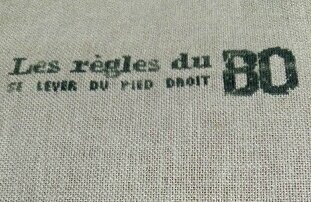 Les règles du BO
SE LEVER DU PIED DROIT